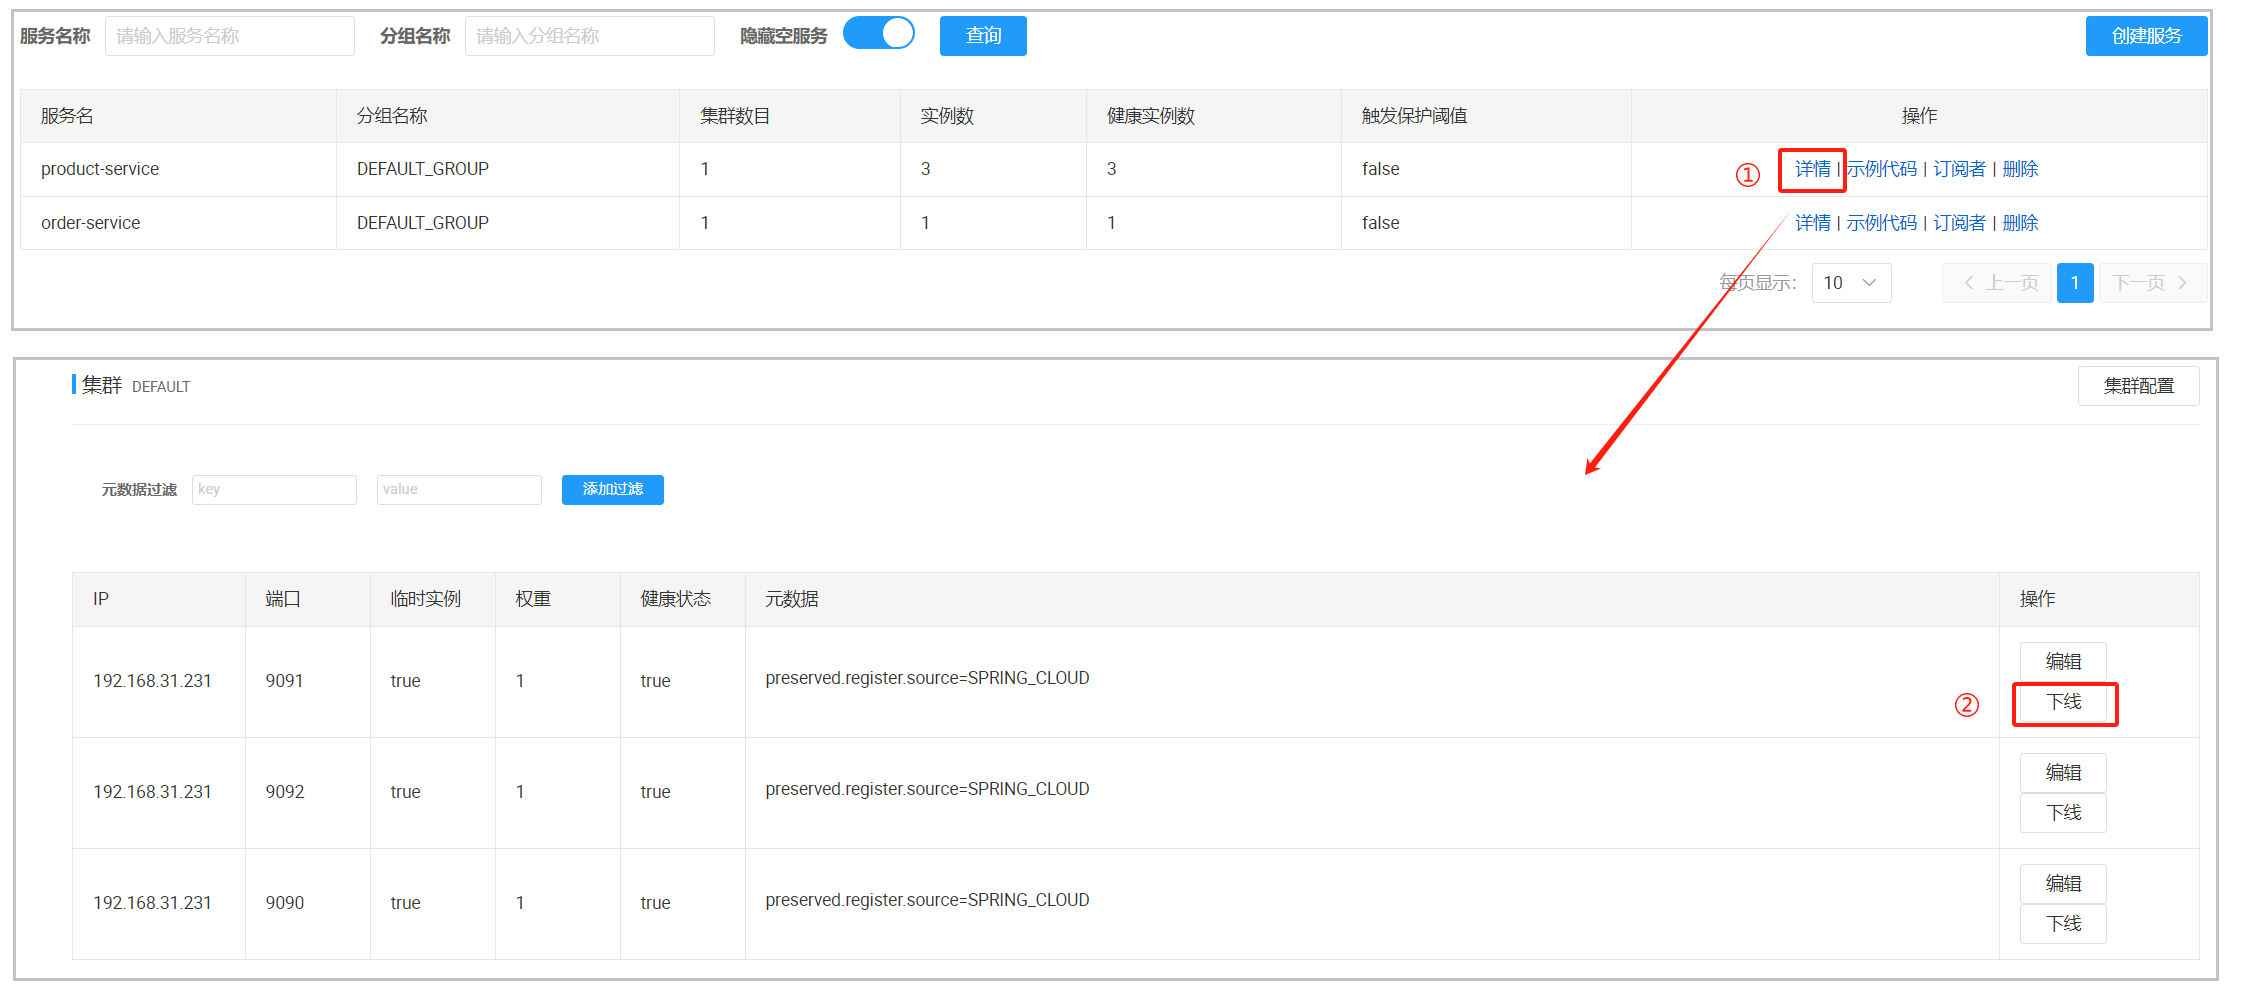 服务名称 请输入服务名称 分组名称 请输入分组名称 隐藏空服务 查询 创建服务
服务名 分组名称 集群数目 实例数 健康实例数 触发保护阈值 操作
product-service DEFAULT_GROUP 1 3 3 false ① 详情 | 示例代码 | 订阅者 | 删除
order-service DEFAULT_GROUP 1 1 1 false 详情 | 示例代码 | 订阅者 | 删除
每页显示: 10 上一页 1 下一页
集群 DEFAULT 集群配置
元数据过滤 key value 添加过滤
IP 端口 临时实例 权重 健康状态 元数据 操作
192.168.31.231 9091 true 1 true preserved.register.source=SPRING_CLOUD 编辑
② 下线
192.168.31.231 9092 true 1 true preserved.register.source=SPRING_CLOUD 编辑
下线
192.168.31.231 9090 true 1 true preserved.register.source=SPRING_CLOUD 编辑
下线